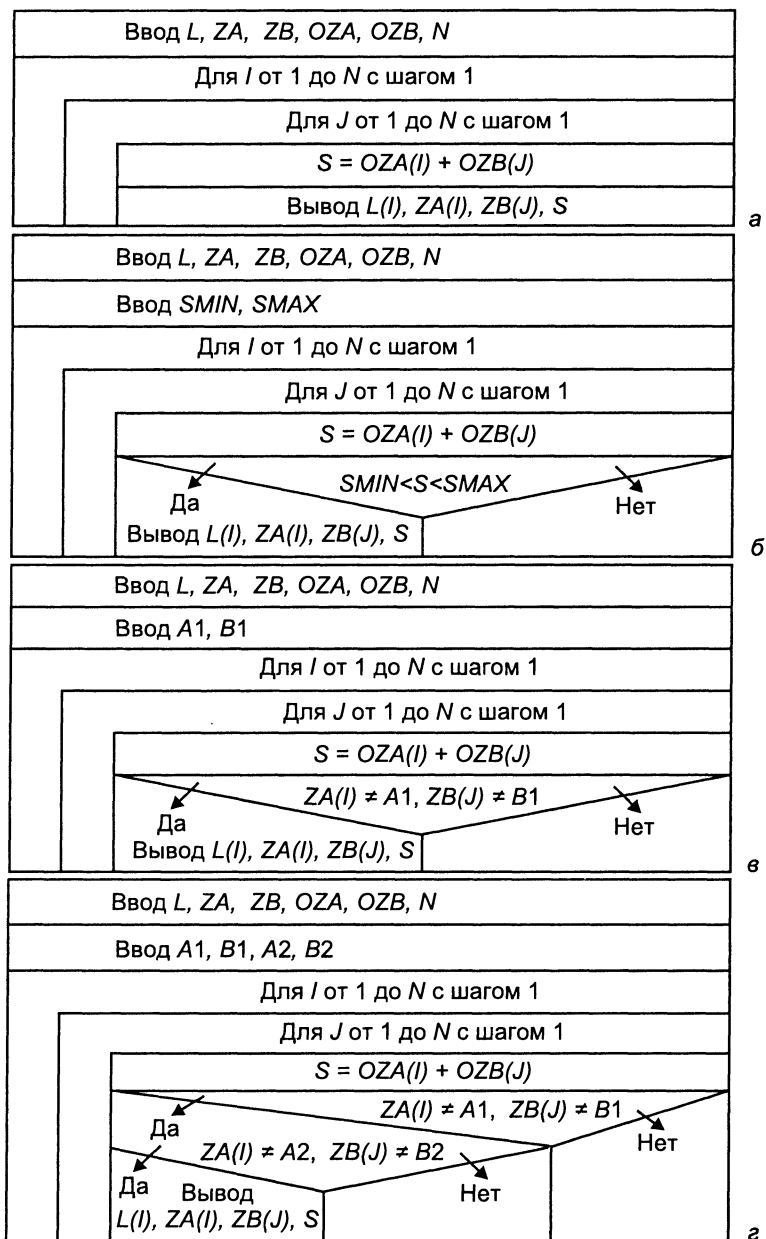 Ввод L, ZA, ZB, OZA, OZB, N
Для I от 1 до N с шагом 1
Для J от 1 до N с шагом 1
S = OZA(I) + OZB(J)
Вывод L(I), ZA(I), ZB(J), S
а
Ввод L, ZA, ZB, OZA, OZB, N
Ввод SMIN, SMAX
Для I от 1 до N с шагом 1
Для J от 1 до N с шагом 1
S = OZA(I) + OZB(J)
SMIN<S<SMAX
Да
Нет
Вывод L(I), ZA(I), ZB(J), S
б
Ввод L, ZA, ZB, OZA, OZB, N
Ввод A1, B1
Для I от 1 до N с шагом 1
Для J от 1 до N с шагом 1
S = OZA(I) + OZB(J)
ZA(I) ≠ A1, ZB(J) ≠ B1
Да
Нет
Вывод L(I), ZA(I), ZB(J), S
в
Ввод L, ZA, ZB, OZA, OZB, N
Ввод A1, B1, A2, B2
Для I от 1 до N с шагом 1
Для J от 1 до N с шагом 1
S = OZA(I) + OZB(J)
ZA(I) ≠ A1, ZB(J) ≠ B1
Да
Нет
ZA(I) ≠ A2, ZB(J) ≠ B2
Да
Нет
Вывод
L(I), ZA(I), ZB(J), S
г